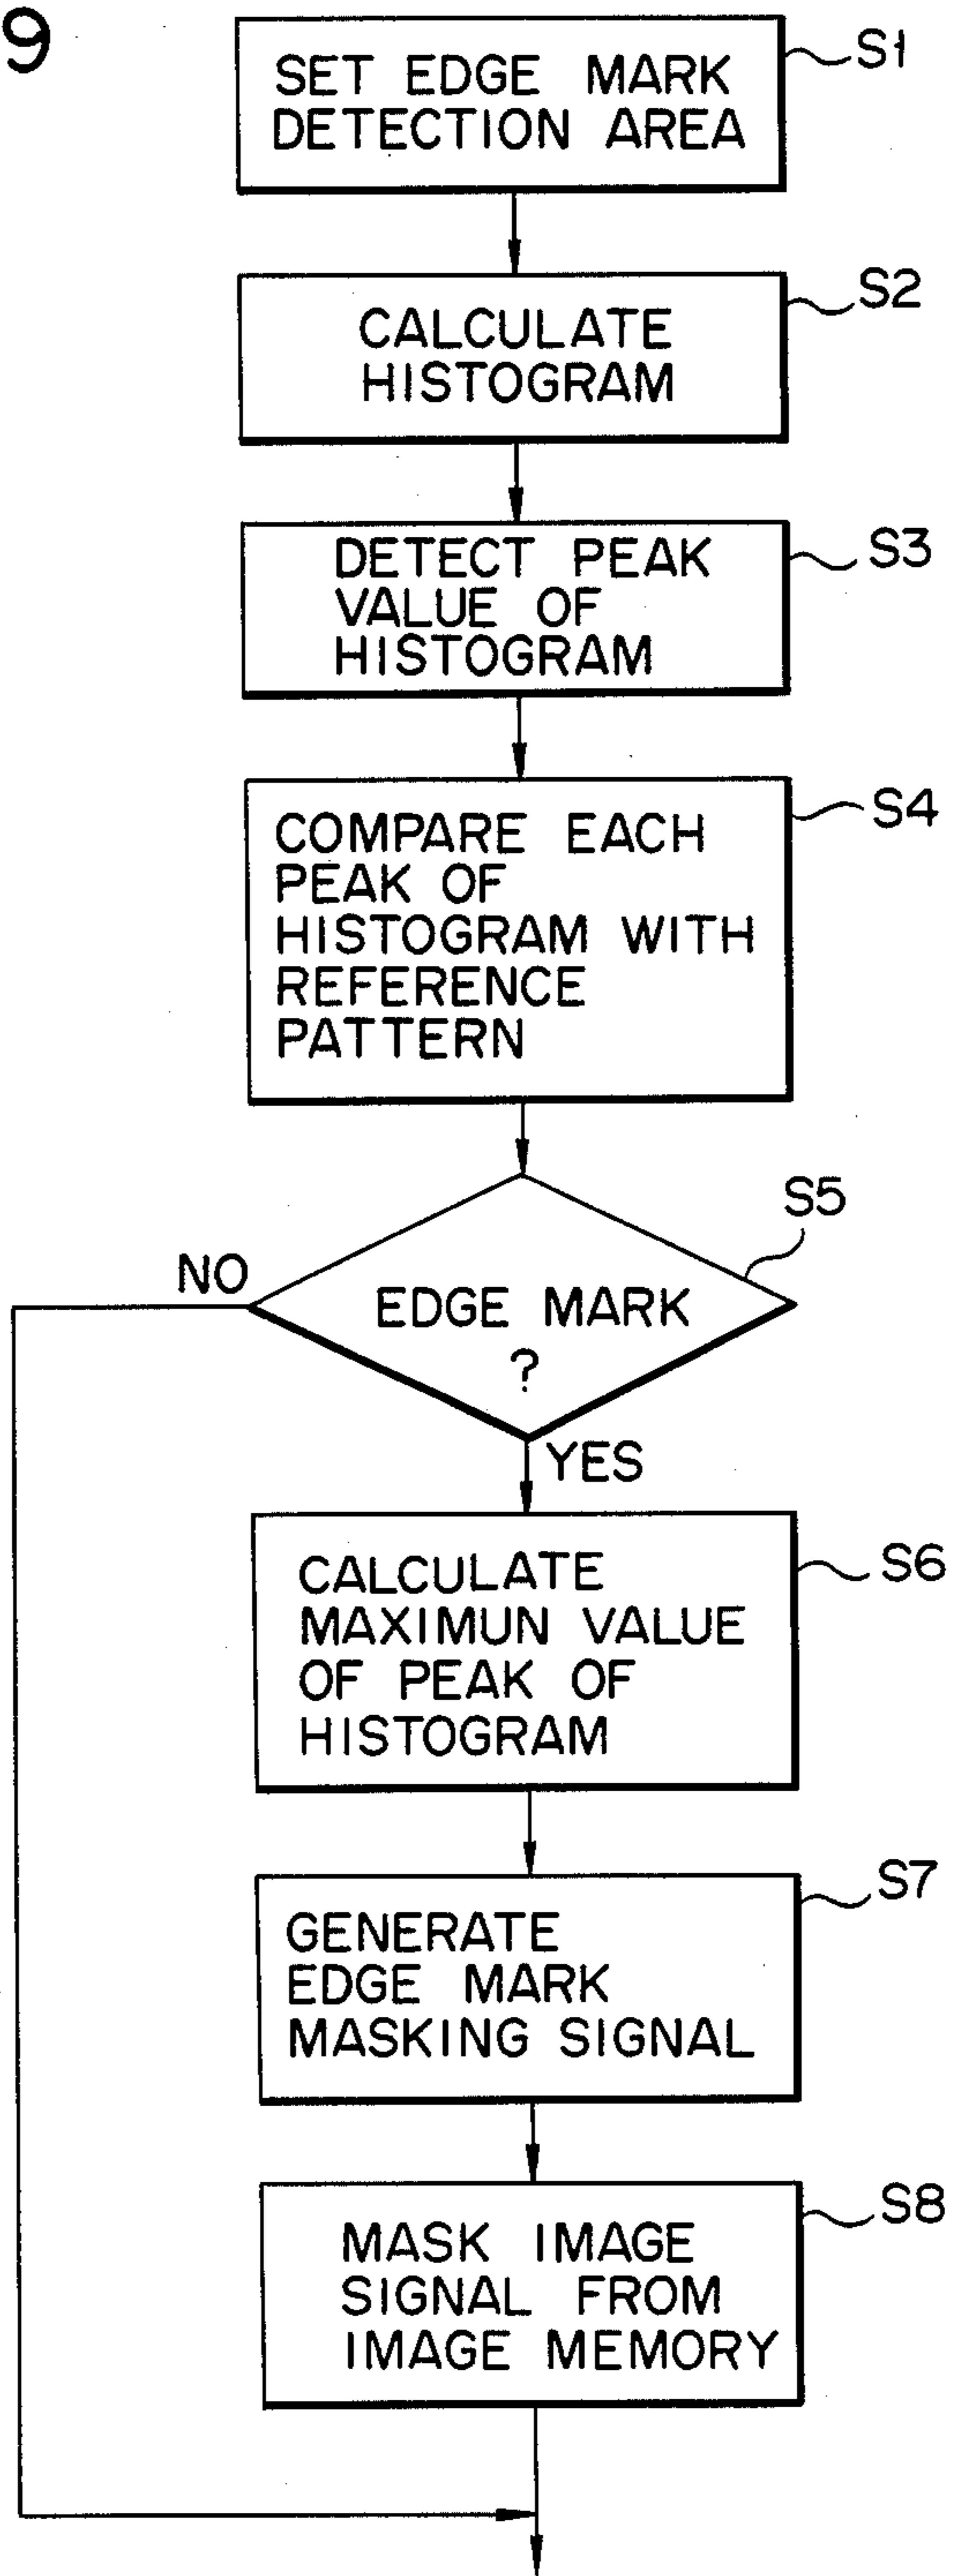 9
S1
SET EDGE MARK
DETECTION AREA
S2
CALCULATE
HISTOGRAM
S3
DETECT PEAK
VALUE OF
HISTOGRAM
S4
COMPARE EACH
PEAK OF
HISTOGRAM WITH
REFERENCE
PATTERN
S5
NO
EDGE MARK
?
YES
S6
CALCULATE
MAXIMUN VALUE
OF PEAK OF
HISTOGRAM
S7
GENERATE
EDGE MARK
MASKING SIGNAL
S8
MASK IMAGE
SIGNAL FROM
IMAGE MEMORY